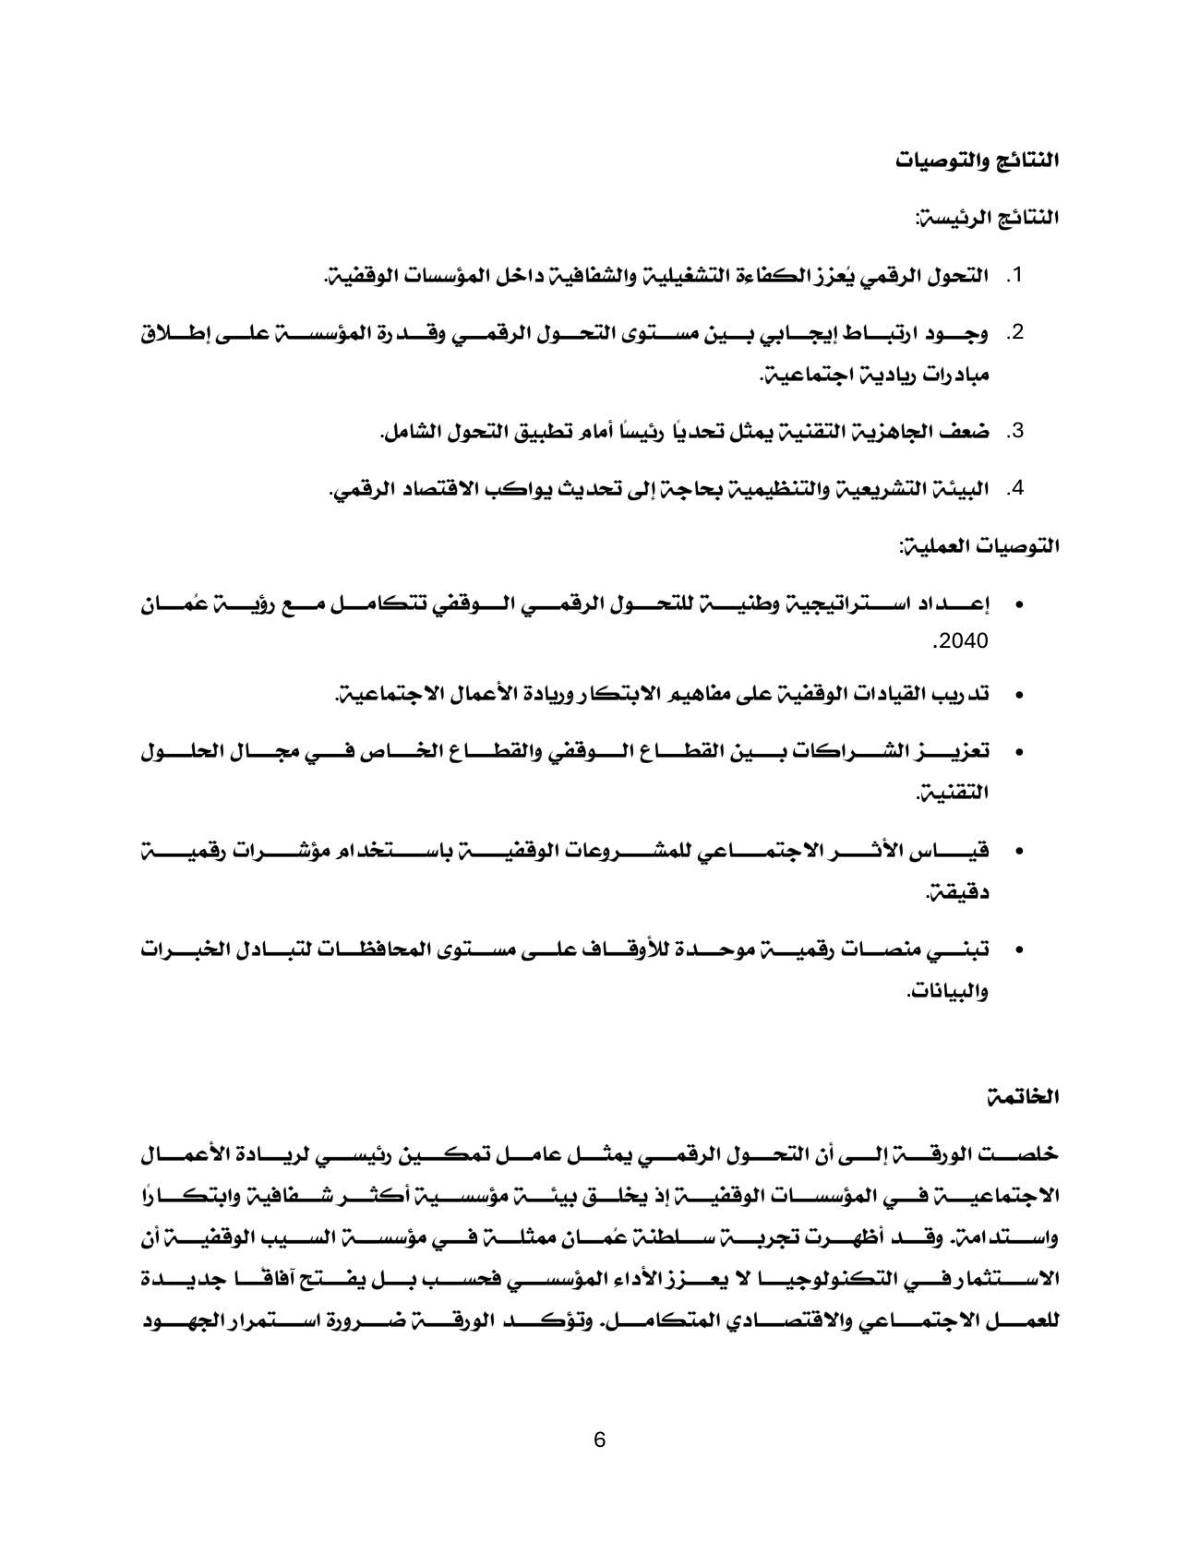 النتائج والتوصيات
النتائج الرئيسة:
1. التحول الرقمي يُعزز الكفاءة التشغيلية والشفافية داخل المؤسسات الوقفية.
2. وجود ارتباط إيجابي بين مستوى التحول الرقمي وقدرة المؤسسة على إطلاق
مبادرات ريادية اجتماعية.
3. ضعف الجاهزية التقنية يمثل تحديًا رئيسًا أمام تطبيق التحول الشامل.
4. البيئة التشريعية والتنظيمية بحاجة إلى تحديث يواكب الاقتصاد الرقمي.
التوصيات العملية:
• إعداد استراتيجية وطنية للتحول الرقمي الوقفي تتكامل مع رؤية عُمان
2040.
• تدريب القيادات الوقفية على مفاهيم الابتكار وريادة الأعمال الاجتماعية.
• تعزيز الشراكات بين القطاع الوقفي والقطاع الخاص في مجال الحلول
التقنية.
• قياس الأثر الاجتماعي للمشروعات الوقفية باستخدام مؤشرات رقمية
دقيقة.
• تبني منصات رقمية موحدة للأوقاف على مستوى المحافظات لتبادل الخبرات
والبيانات.
الخاتمة
خلصت الورقة إلى أن التحول الرقمي يمثل عامل تمكين رئيسي لريادة الأعمال
الاجتماعية في المؤسسات الوقفية إذ يخلق بيئة مؤسسية أكثر شفافية وابتكارًا
واستدامة. وقد أظهرت تجربة سلطنة عُمان ممثلة في مؤسسة السيب الوقفية أن
الاستثمار في التكنولوجيا لا يعزز الأداء المؤسسي فحسب بل يفتح آفاقًا جديدة
للعمل الاجتماعي والاقتصادي المتكامل. وتؤكد الورقة ضرورة استمرار الجهود
6